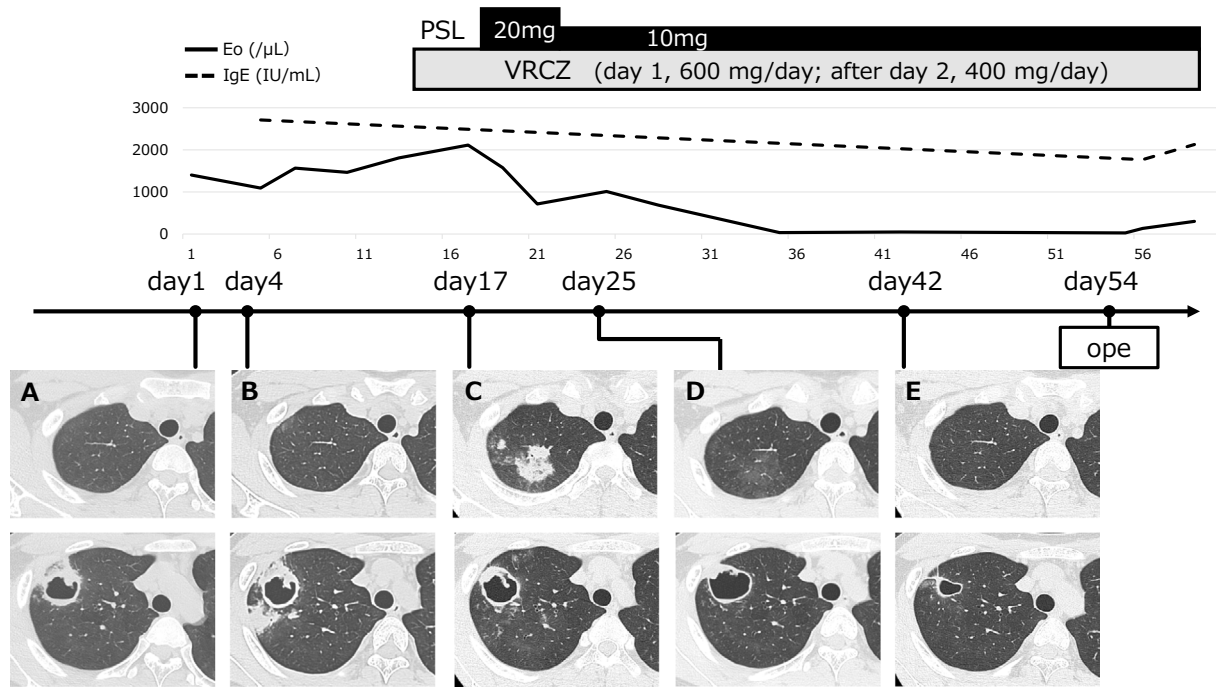 PSL 20mg
10mg
Eo (/μL)
IgE (IU/mL)
VRCZ (day 1, 600 mg/day; after day 2, 400 mg/day)
3000
2000
1000
0
1 6 11 16 21 26 31 36 41 46 51 56
day1 day4 day17 day25 day42 day54
ope
A B C D E